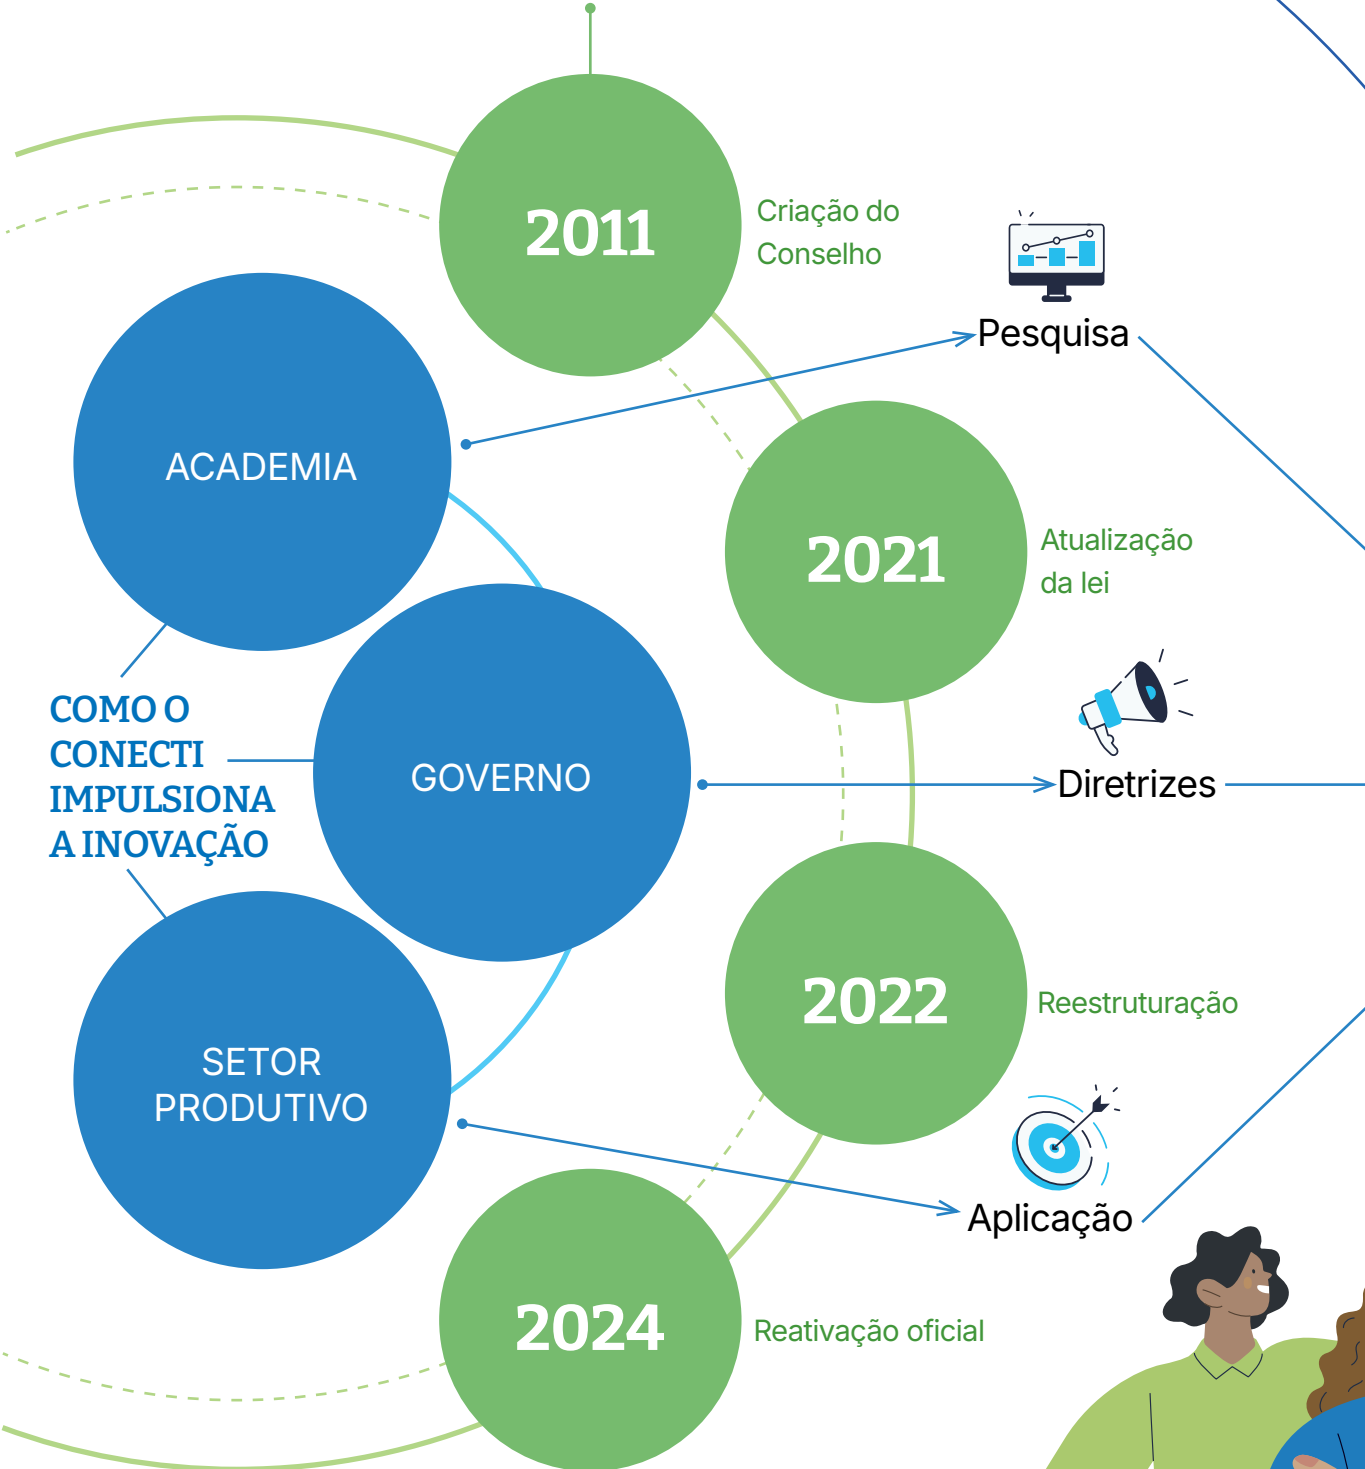 2011
Criação do
Conselho
Pesquisa
ACADEMIA
2021
Atualização
da lei
COMO O
CONECTI
IMPULSIONA
A INOVAÇÃO
GOVERNO
Diretrizes
2022
Reestruturação
SETOR
PRODUTIVO
Aplicação
2024
Reativação oficial